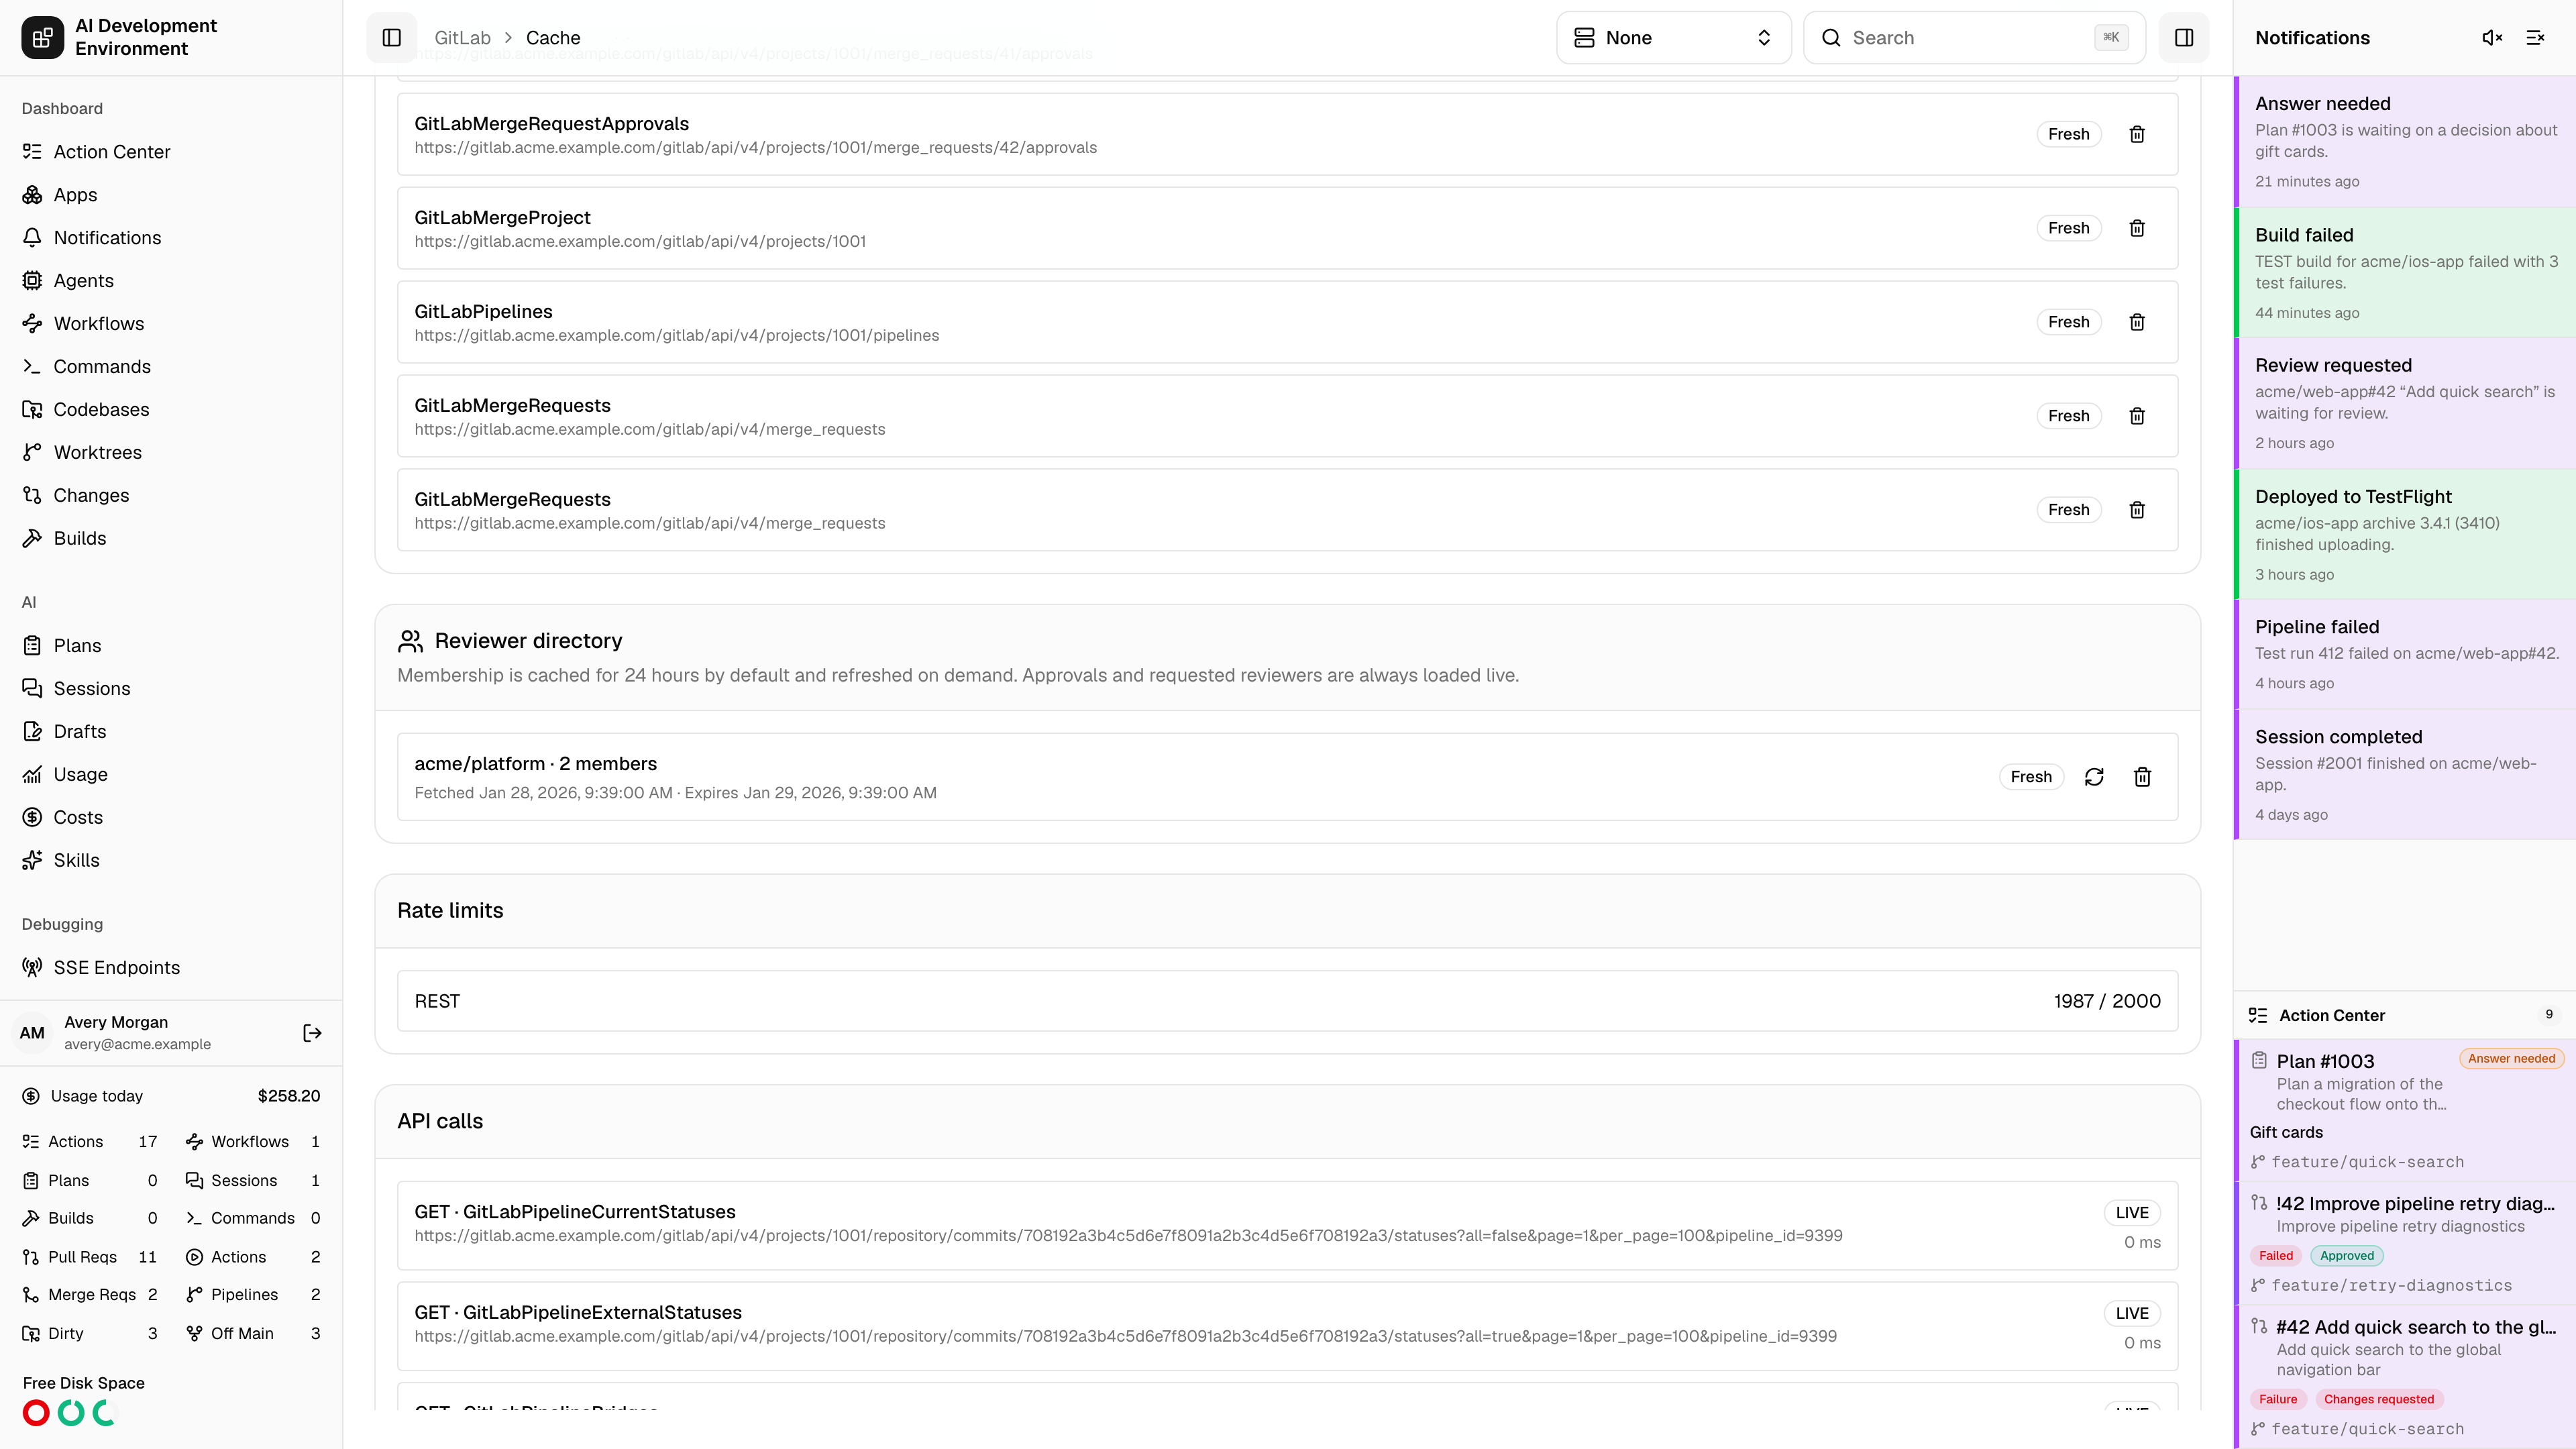 AI Development
Environment
Dashboard
Action Center
Apps
Notifications
Agents
Workflows
Commands
Codebases
Worktrees
Changes
Builds
AI
Plans
Sessions
Drafts
Usage
Costs
Skills
Debugging
SSE Endpoints
AM
Avery Morgan
avery@acme.example
Usage today $258.20
Actions 17 Workflows 1
Plans 0 Sessions 1
Builds 0 Commands 0
Pull Reqs 11 Actions 2
Merge Reqs 2 Pipelines 2
Dirty 3 Off Main 3
Free Disk Space
GitLab > Cache
None
Search ⌘K
https://gitlab.acme.example.com/gitlab/api/v4/projects/1001/merge_requests/41/approvals
GitLabMergeRequestApprovals
https://gitlab.acme.example.com/gitlab/api/v4/projects/1001/merge_requests/42/approvals
Fresh
GitLabMergeProject
https://gitlab.acme.example.com/gitlab/api/v4/projects/1001
Fresh
GitLabPipelines
https://gitlab.acme.example.com/gitlab/api/v4/projects/1001/pipelines
Fresh
GitLabMergeRequests
https://gitlab.acme.example.com/gitlab/api/v4/merge_requests
Fresh
GitLabMergeRequests
https://gitlab.acme.example.com/gitlab/api/v4/merge_requests
Fresh
Reviewer directory
Membership is cached for 24 hours by default and refreshed on demand. Approvals and requested reviewers are always loaded live.
acme/platform · 2 members
Fetched Jan 28, 2026, 9:39:00 AM · Expires Jan 29, 2026, 9:39:00 AM
Fresh
Rate limits
REST 1987 / 2000
API calls
GET · GitLabPipelineCurrentStatuses
https://gitlab.acme.example.com/gitlab/api/v4/projects/1001/repository/commits/708192a3b4c5d6e7f8091a2b3c4d5e6f708192a3/statuses?all=false&page=1&per_page=100&pipeline_id=9399
LIVE
0 ms
GET · GitLabPipelineExternalStatuses
https://gitlab.acme.example.com/gitlab/api/v4/projects/1001/repository/commits/708192a3b4c5d6e7f8091a2b3c4d5e6f708192a3/statuses?all=true&page=1&per_page=100&pipeline_id=9399
LIVE
0 ms
GET · GitLabPipelineBridges
LIVE
Notifications
Answer needed
Plan #1003 is waiting on a decision about
gift cards.
21 minutes ago
Build failed
TEST build for acme/ios-app failed with 3
test failures.
44 minutes ago
Review requested
acme/web-app#42 “Add quick search” is
waiting for review.
2 hours ago
Deployed to TestFlight
acme/ios-app archive 3.4.1 (3410)
finished uploading.
3 hours ago
Pipeline failed
Test run 412 failed on acme/web-app#42.
4 hours ago
Session completed
Session #2001 finished on acme/web-
app.
4 days ago
Action Center 9
Plan #1003 Answer needed
Plan a migration of the
checkout flow onto th…
Gift cards
feature/quick-search
!42 Improve pipeline retry diag…
Improve pipeline retry diagnostics
Failed Approved
feature/retry-diagnostics
#42 Add quick search to the gl…
Add quick search to the global
navigation bar
Failure Changes requested
feature/quick-search